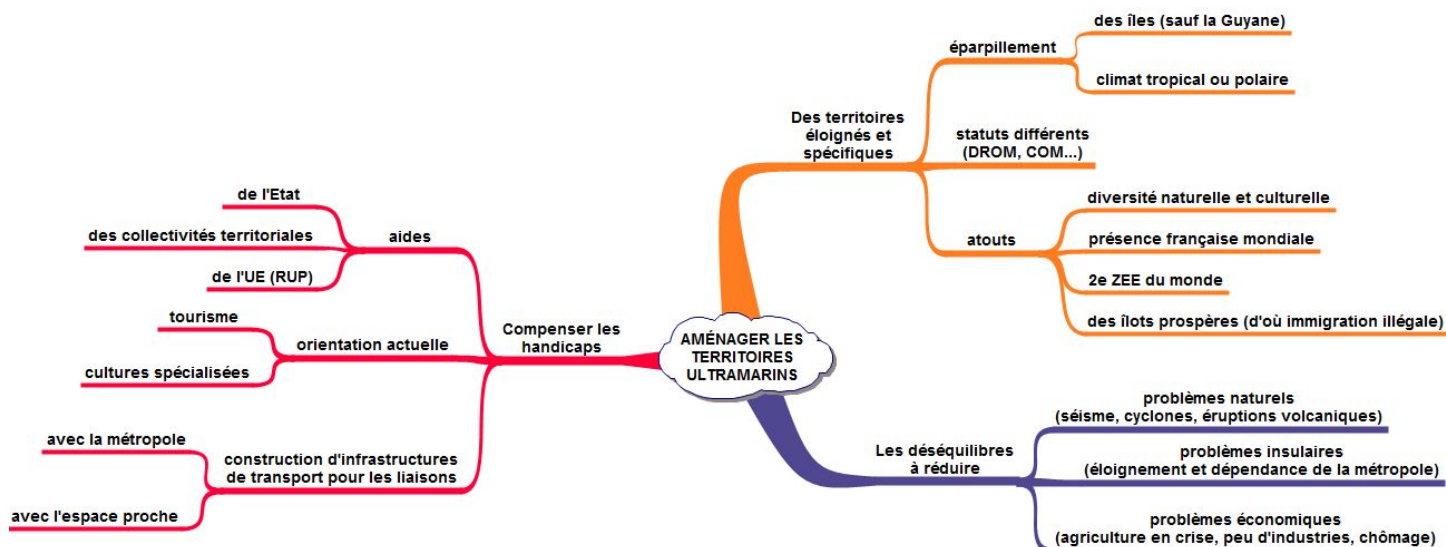 AMÉNAGER LES
TERRITOIRES
ULTRAMARINS
Des territoires
éloignés et
spécifiques
éparpillement
des îles (sauf la Guyane)
climat tropical ou polaire
statuts différents
(DROM, COM...)
atouts
diversité naturelle et culturelle
présence française mondiale
2e ZEE du monde
des îlots prospères (d'où immigration illégale)
Les déséquilibres
à réduire
problèmes naturels
(séisme, cyclones, éruptions volcaniques)
problèmes insulaires
(éloignement et dépendance de la métropole)
problèmes économiques
(agriculture en crise, peu d'industries, chômage)
Compenser les
handicaps
aides
de l'Etat
des collectivités territoriales
de l'UE (RUP)
orientation actuelle
tourisme
cultures spécialisées
construction d'infrastructures
de transport pour les liaisons
avec la métropole
avec l'espace proche